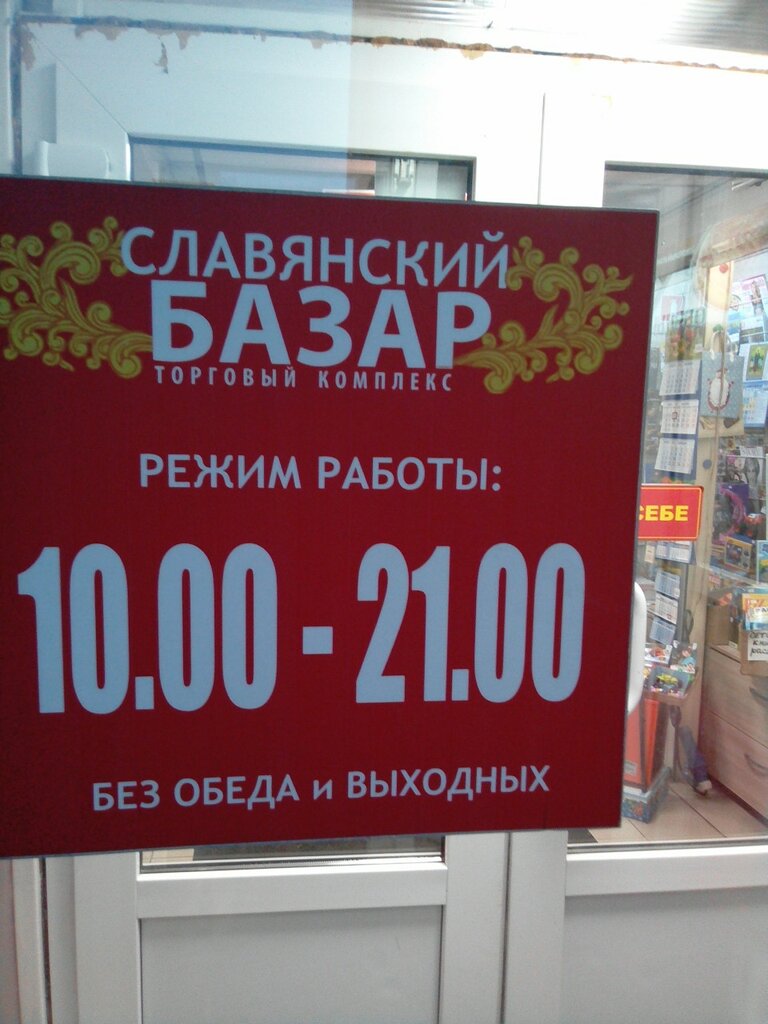 СЛАВЯНСКИЙ
БАЗАР
ТОРГОВЫЙ КОМПЛЕКС
РЕЖИМ РАБОТЫ:
10.00 - 21.00
БЕЗ ОБЕДА и ВЫХОДНЫХ
СЕБЕ